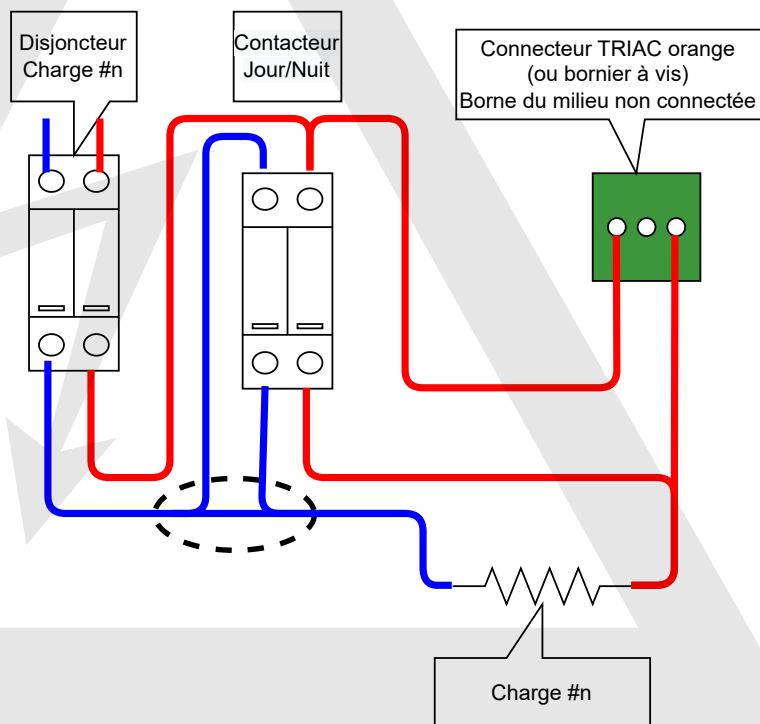 Disjoncteur
Charge #n
Contacteur
Jour/Nuit
Connecteur TRIAC orange
(ou bornier à vis)
Borne du milieu non connectée
Charge #n